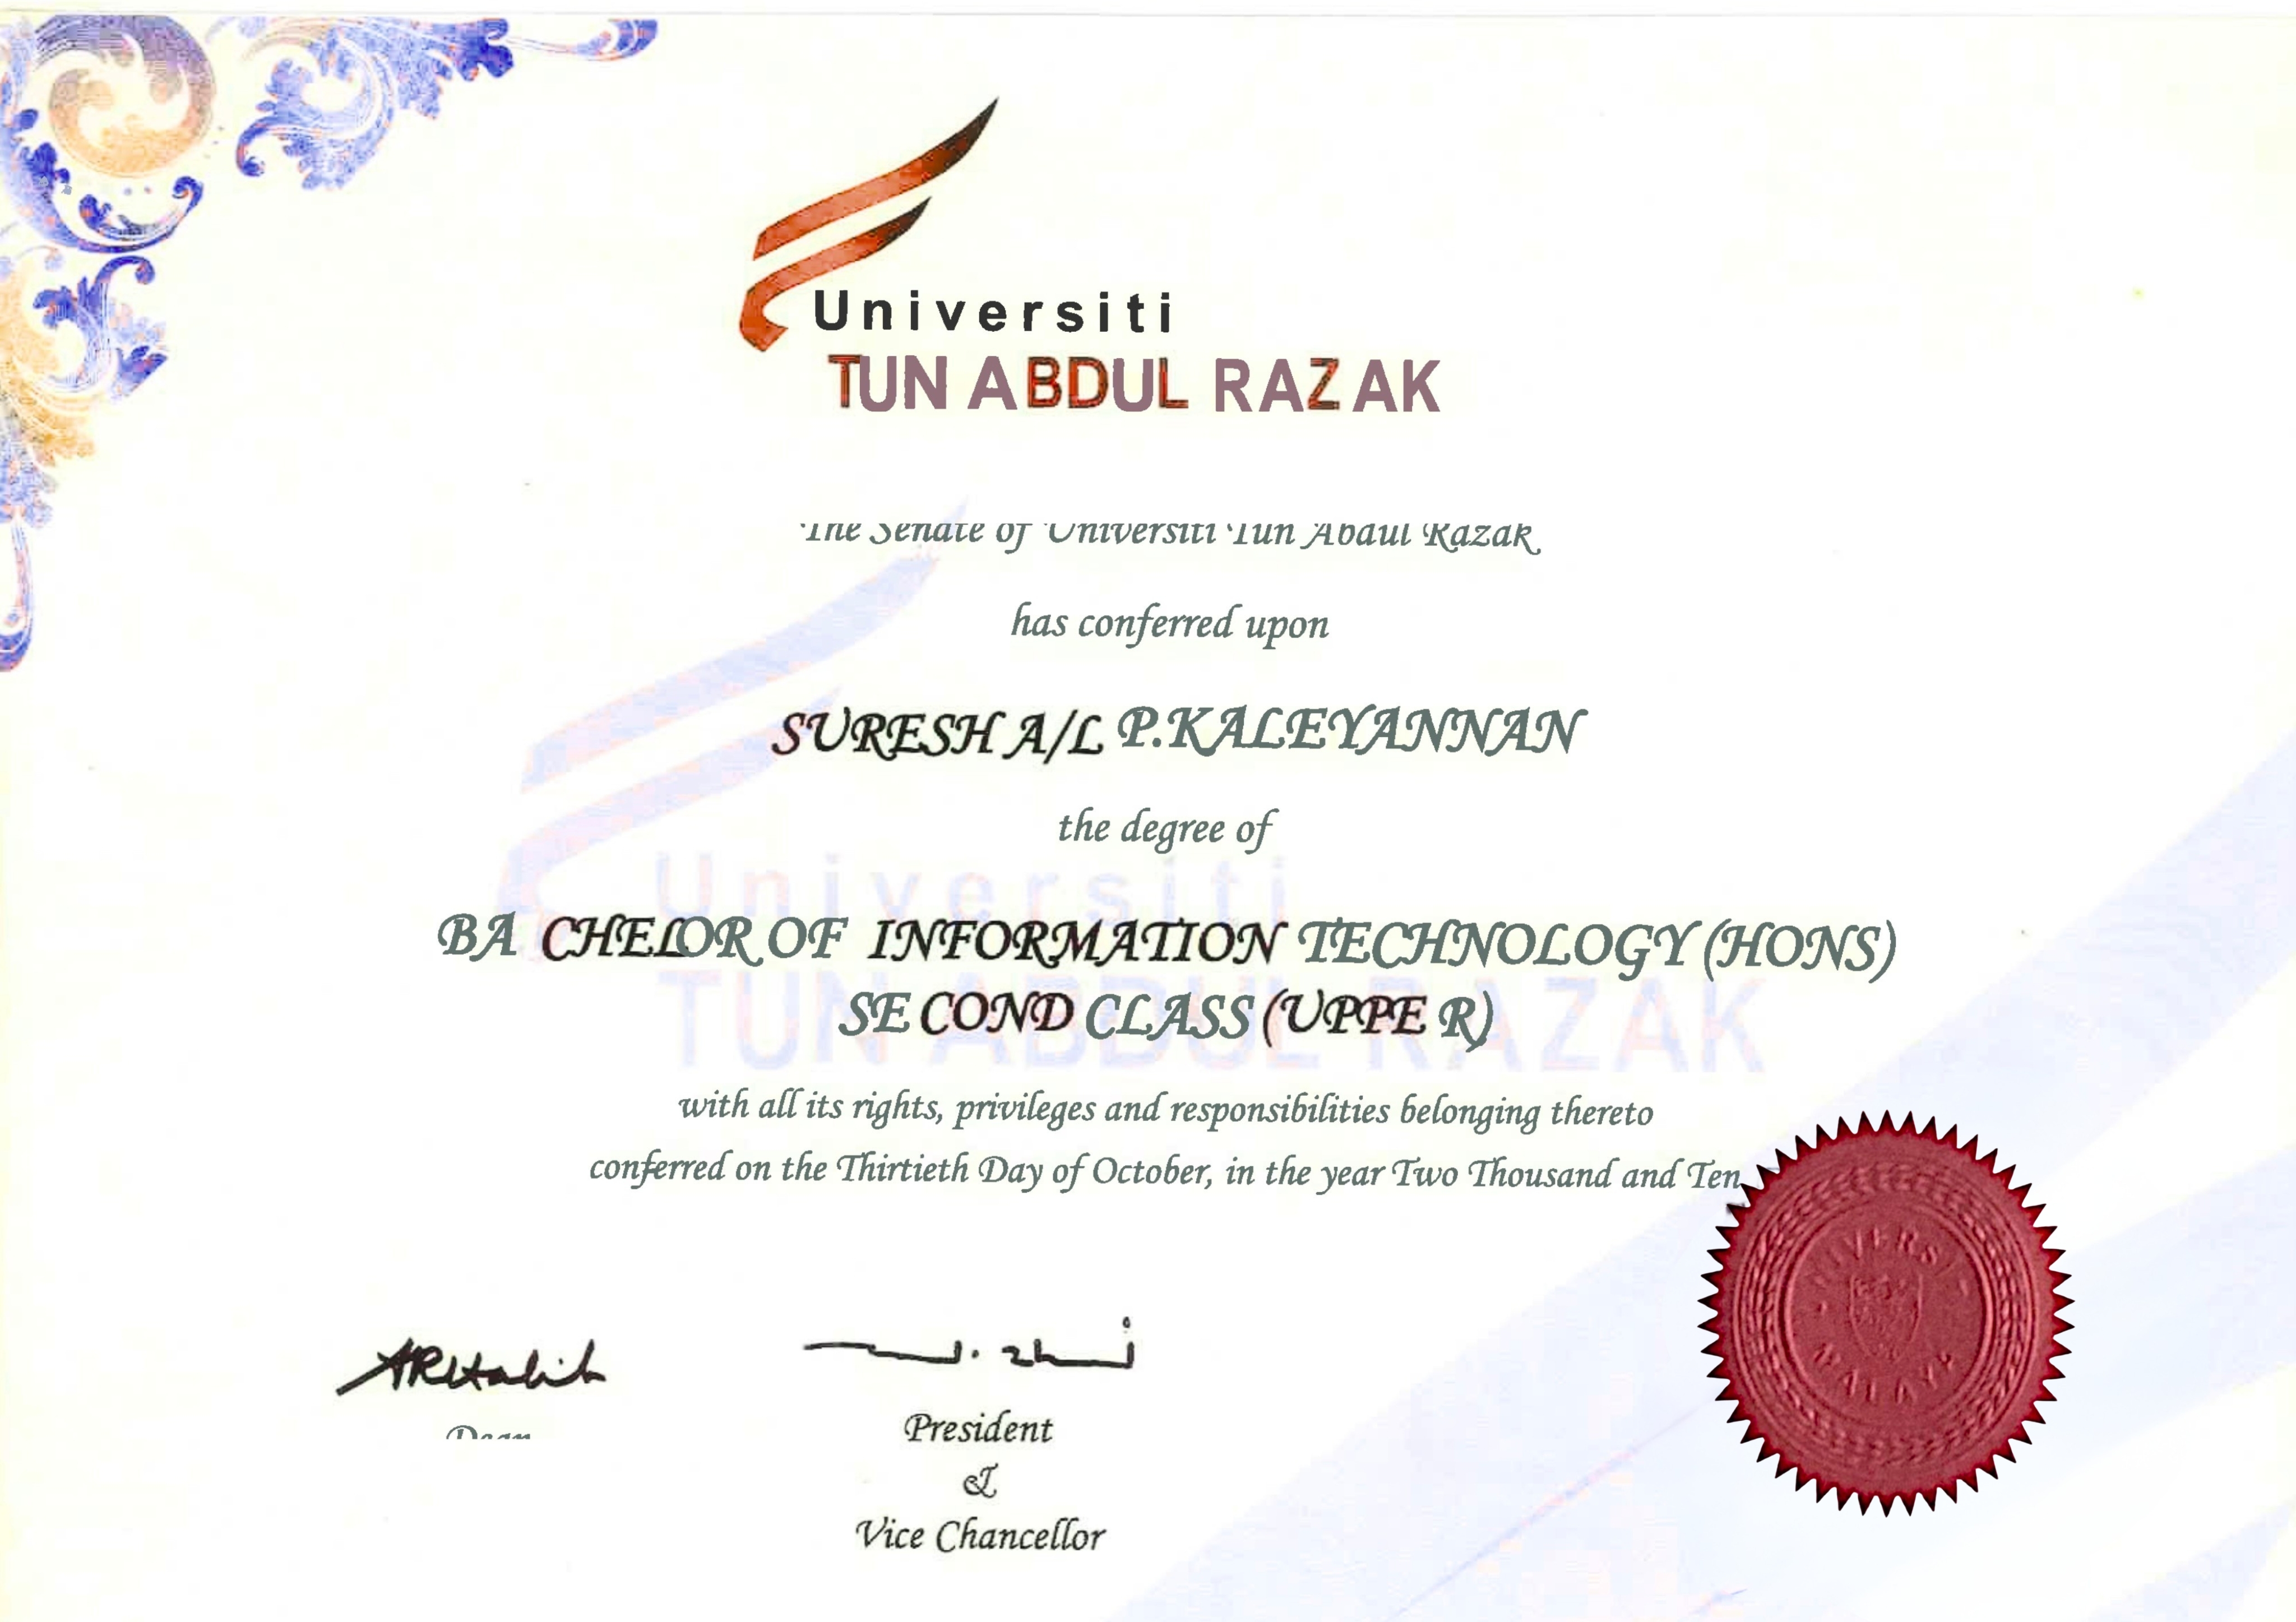 Universiti
TUN ABDUL RAZAK
The Senate of Universiti Tun Abdul Razak
has conferred upon
SURESH A/L P.KALEYANNAN
the degree of
BA CHELOR OF INFORMATION TECHNOLOGY (HONS)
SE COND CLASS (UPPE R)
with all its rights, privileges and responsibilities belonging thereto
conferred on the Thirtieth Day of October, in the year Two Thousand and Ten
Dean
President
&
Vice Chancellor
Universiti
TUN ABDUL RAZAK